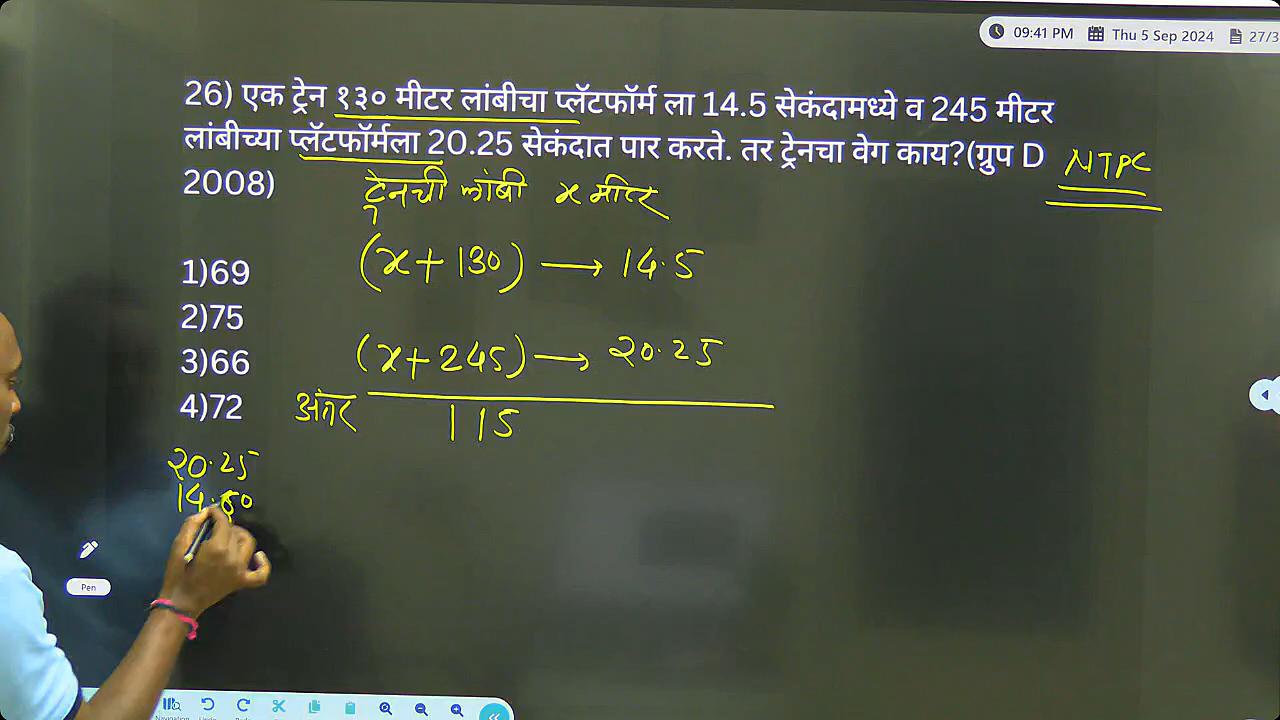 09:41 PM Thu 5 Sep 2024 27/3
26) एक ट्रेन १३० मीटर लांबीचा प्लॅटफॉर्म ला 14.5 सेकंदामध्ये व 245 मीटर
लांबीच्या प्लॅटफॉर्मला 20.25 सेकंदात पार करते. तर ट्रेनचा वेग काय?(ग्रुप D
2008)
NTPC
ट्रेनची लांबी x मीटर
(x+130) → 14.5
1)69
2)75
(x+245) → 20.25
3)66
4)72
अंतर 115
20.25
14.50
Pen